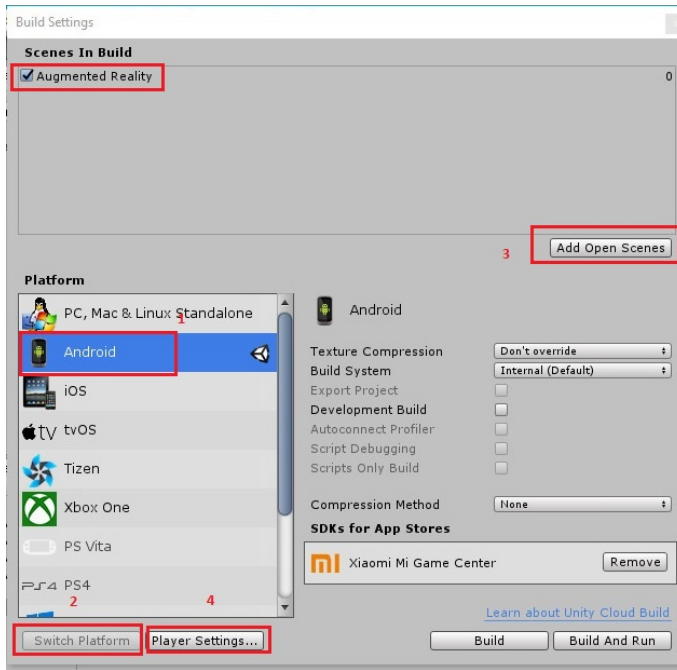 Build Settings
Scenes In Build
Augmented Reality 0
3 Add Open Scenes
Platform
PC, Mac & Linux Standalone
1
Android
iOS
tv tvOS
Tizen
Xbox One
PS Vita
PS4 PS4
2 4
Switch Platform Player Settings...
Android
Texture Compression Don't override
Build System Internal (Default)
Export Project
Development Build
Autoconnect Profiler
Script Debugging
Scripts Only Build
Compression Method None
SDKs for App Stores
MI Xiaomi Mi Game Center Remove
Learn about Unity Cloud Build
Build Build And Run